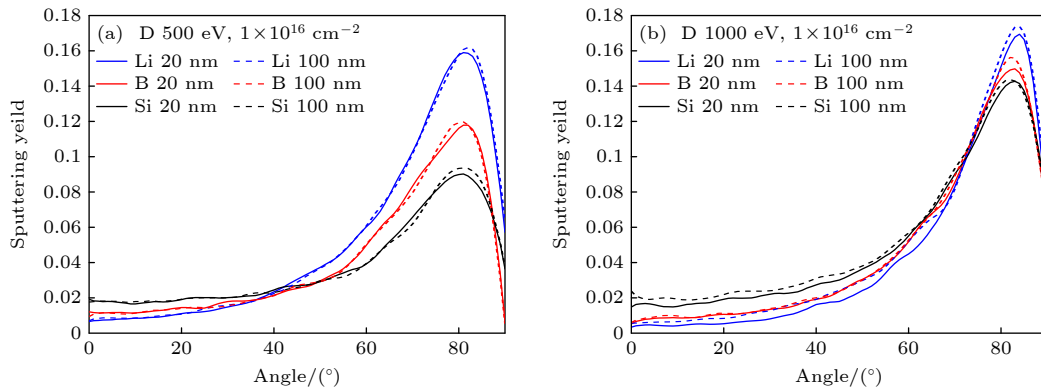 (a) D 500 eV, 1×10¹⁶ cm⁻²
Li 20 nm Li 100 nm
B 20 nm B 100 nm
Si 20 nm Si 100 nm
0.18
0.16
0.14
0.12
0.1
0.08
0.06
0.04
0.02
0
Sputtering yeild
0 20 40 60 80
Angle/(°)
(b) D 1000 eV, 1×10¹⁶ cm⁻²
Li 20 nm Li 100 nm
B 20 nm B 100 nm
Si 20 nm Si 100 nm
0.18
0.16
0.14
0.12
0.1
0.08
0.06
0.04
0.02
0
Sputtering yeild
0 20 40 60 80
Angle/(°)